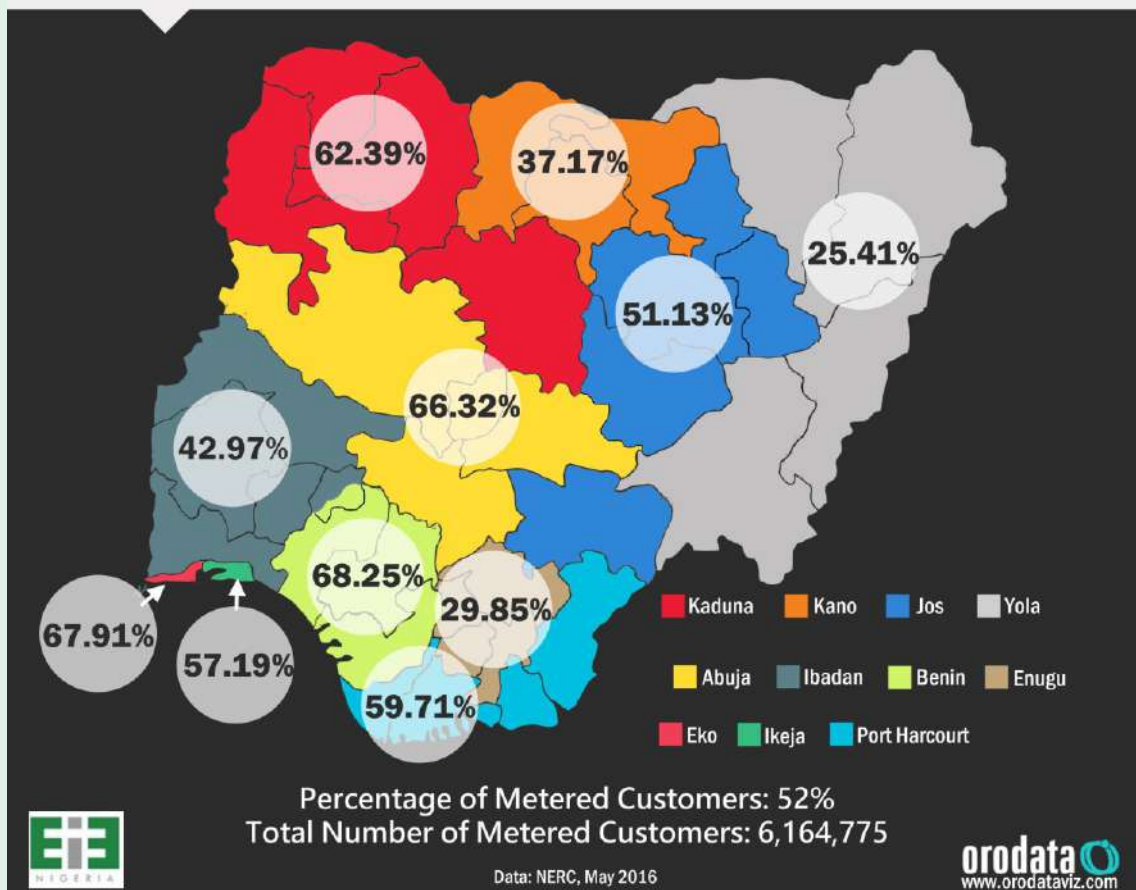 62.39%
37.17%
25.41%
51.13%
66.32%
42.97%
68.25%
29.85%
67.91%
57.19%
59.71%
Kaduna Kano Jos Yola
Abuja Ibadan Benin Enugu
Eko Ikeja Port Harcourt
Percentage of Metered Customers: 52%
Total Number of Metered Customers: 6,164,775
Data: NERC, May 2016
EiE
NIGERIA
orodata
www.orodataviz.com